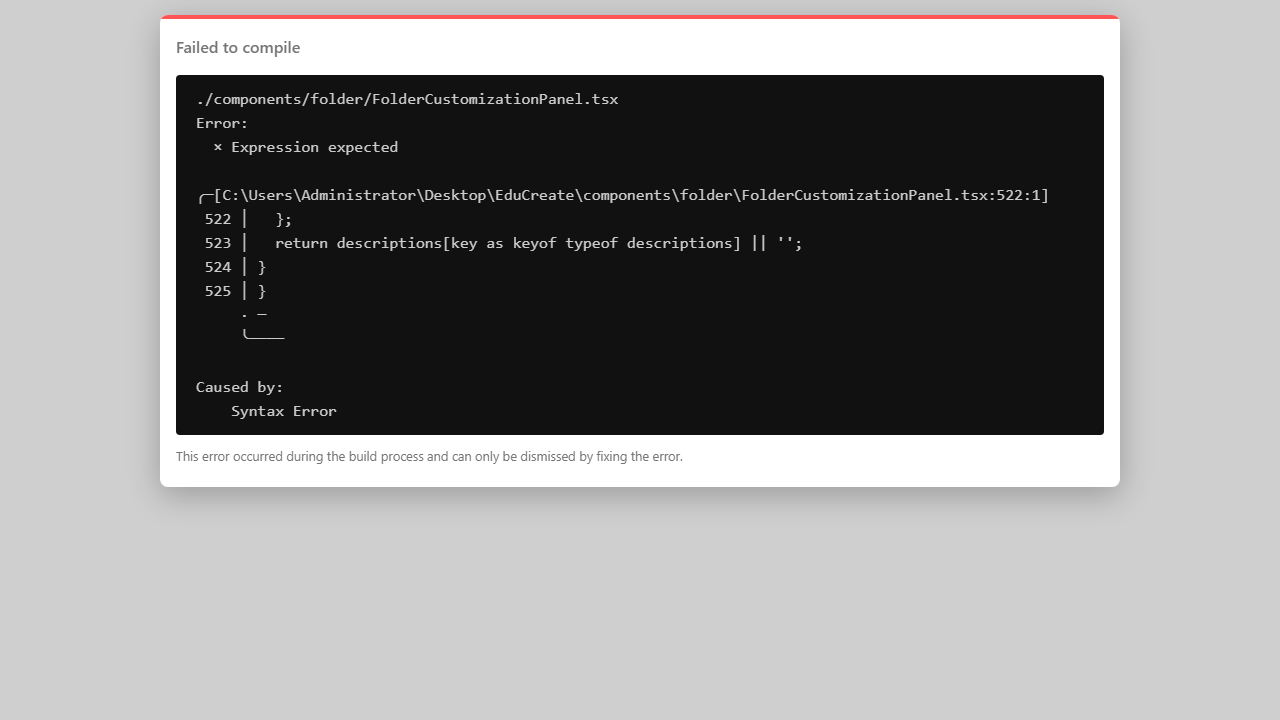 Failed to compile
./components/folder/FolderCustomizationPanel.tsx
Error:
  × Expression expected
╭─[C:\Users\Administrator\Desktop\EduCreate\components\folder\FolderCustomizationPanel.tsx:522:1]
 522 │   };
 523 │   return descriptions[key as keyof typeof descriptions] || '';
 524 │ }
 525 │ }
     · ─
     ╰────
Caused by:
    Syntax Error
This error occurred during the build process and can only be dismissed by fixing the error.